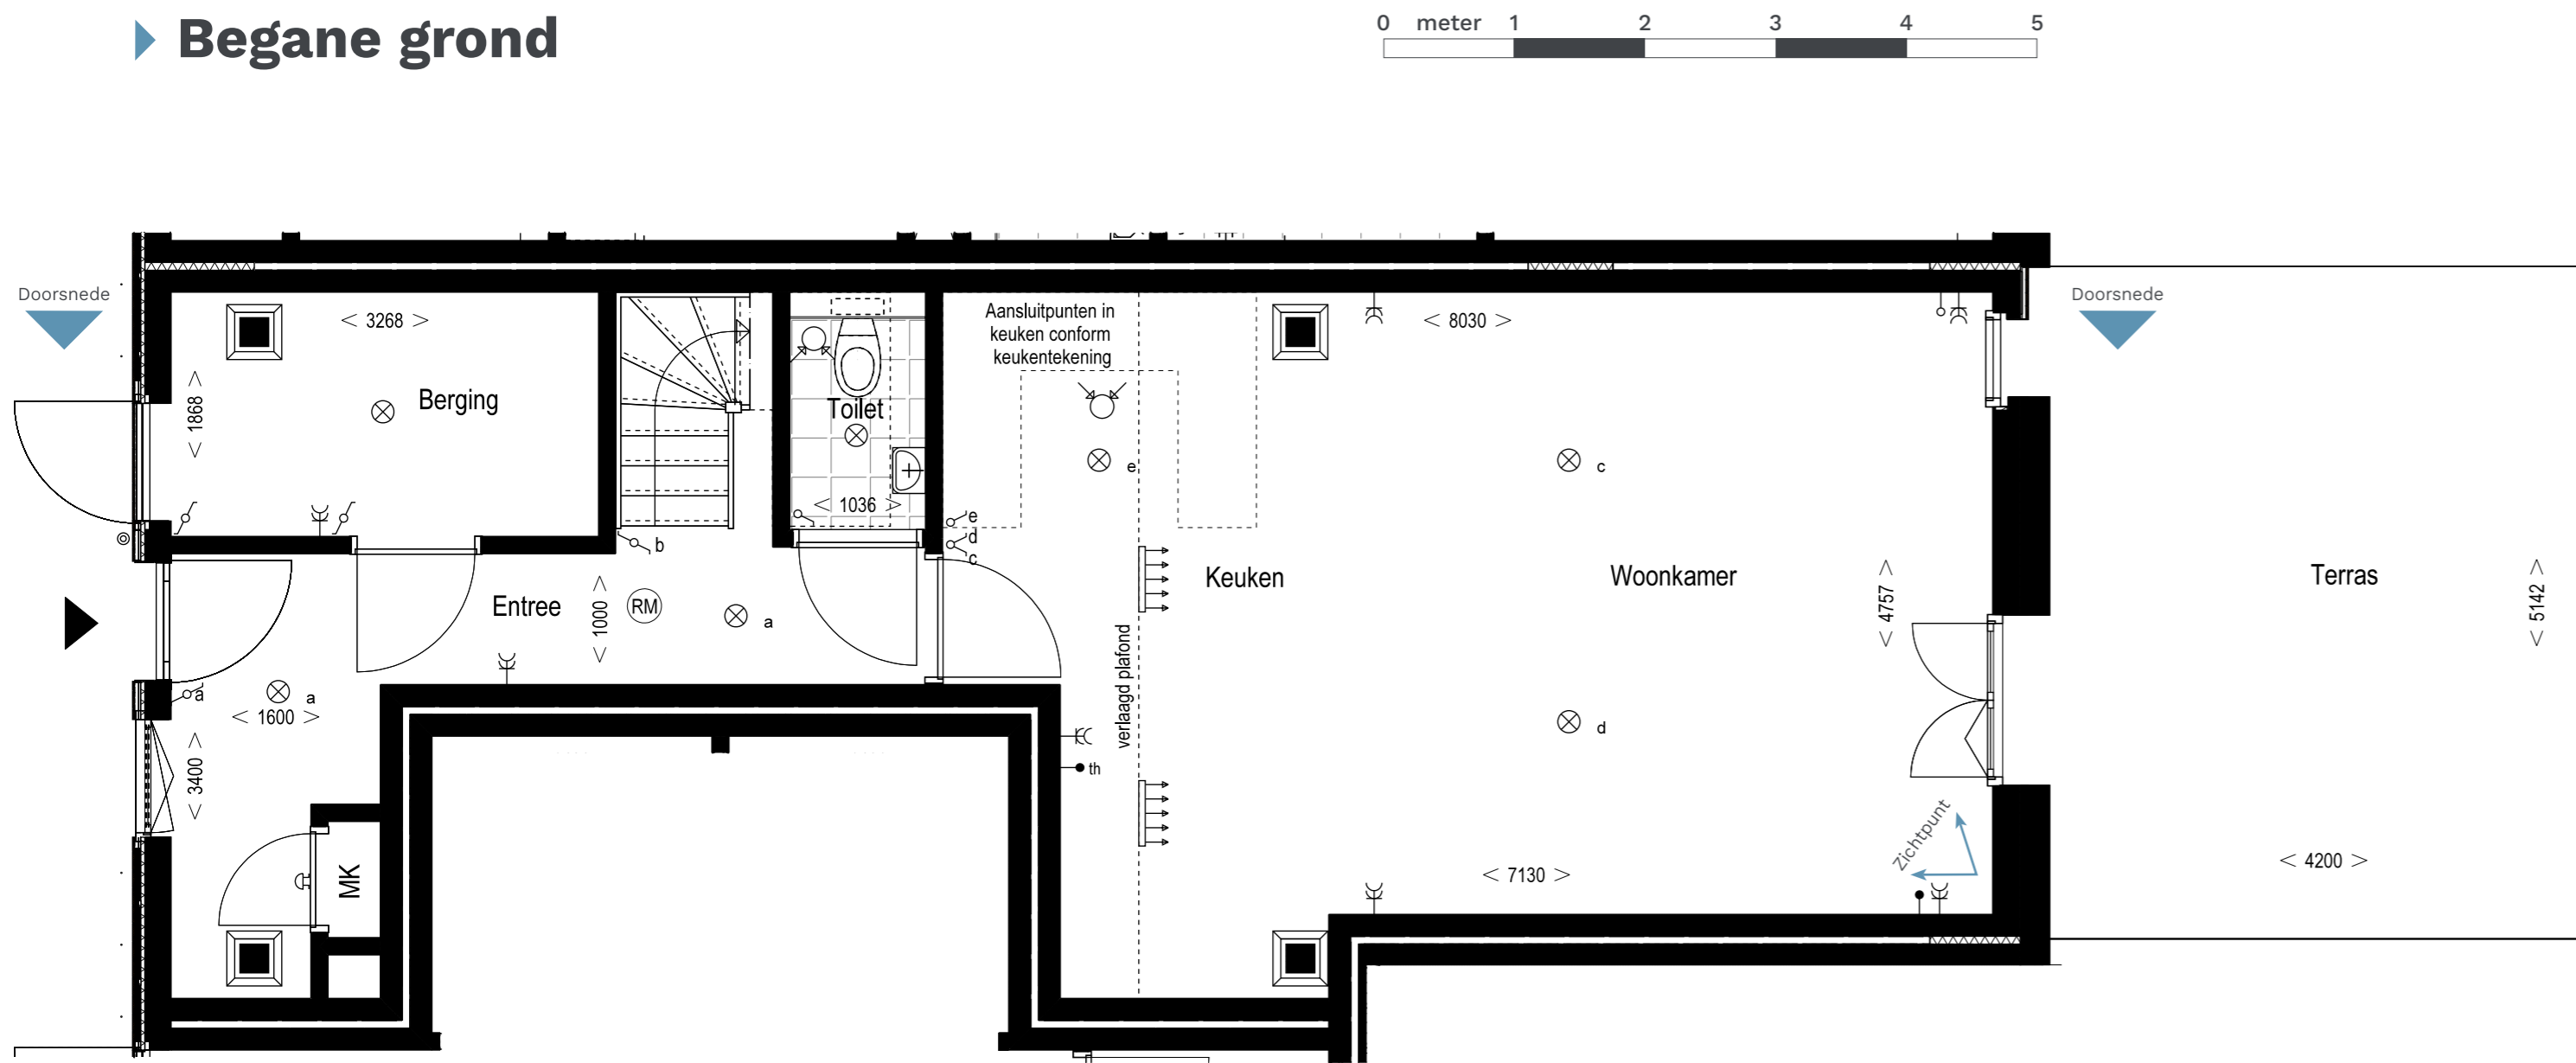 Begane grond
0 meter 1 2 3 4 5
Doorsnede
Doorsnede
Aansluitpunten in
keuken conform
keukentekening
< 3268 >
< 8030 >
< 1868 >
Berging
Toilet
e
c
< 1036 >
e
d
c
b
Entree
< 1000 >
RM
a
Keuken
Woonkamer
< 4757 >
Terras
< 5142 >
a
a
< 1600 >
verlaagd plafond
d
< 3400 >
th
MK
Zichtpunt
< 7130 >
< 4200 >